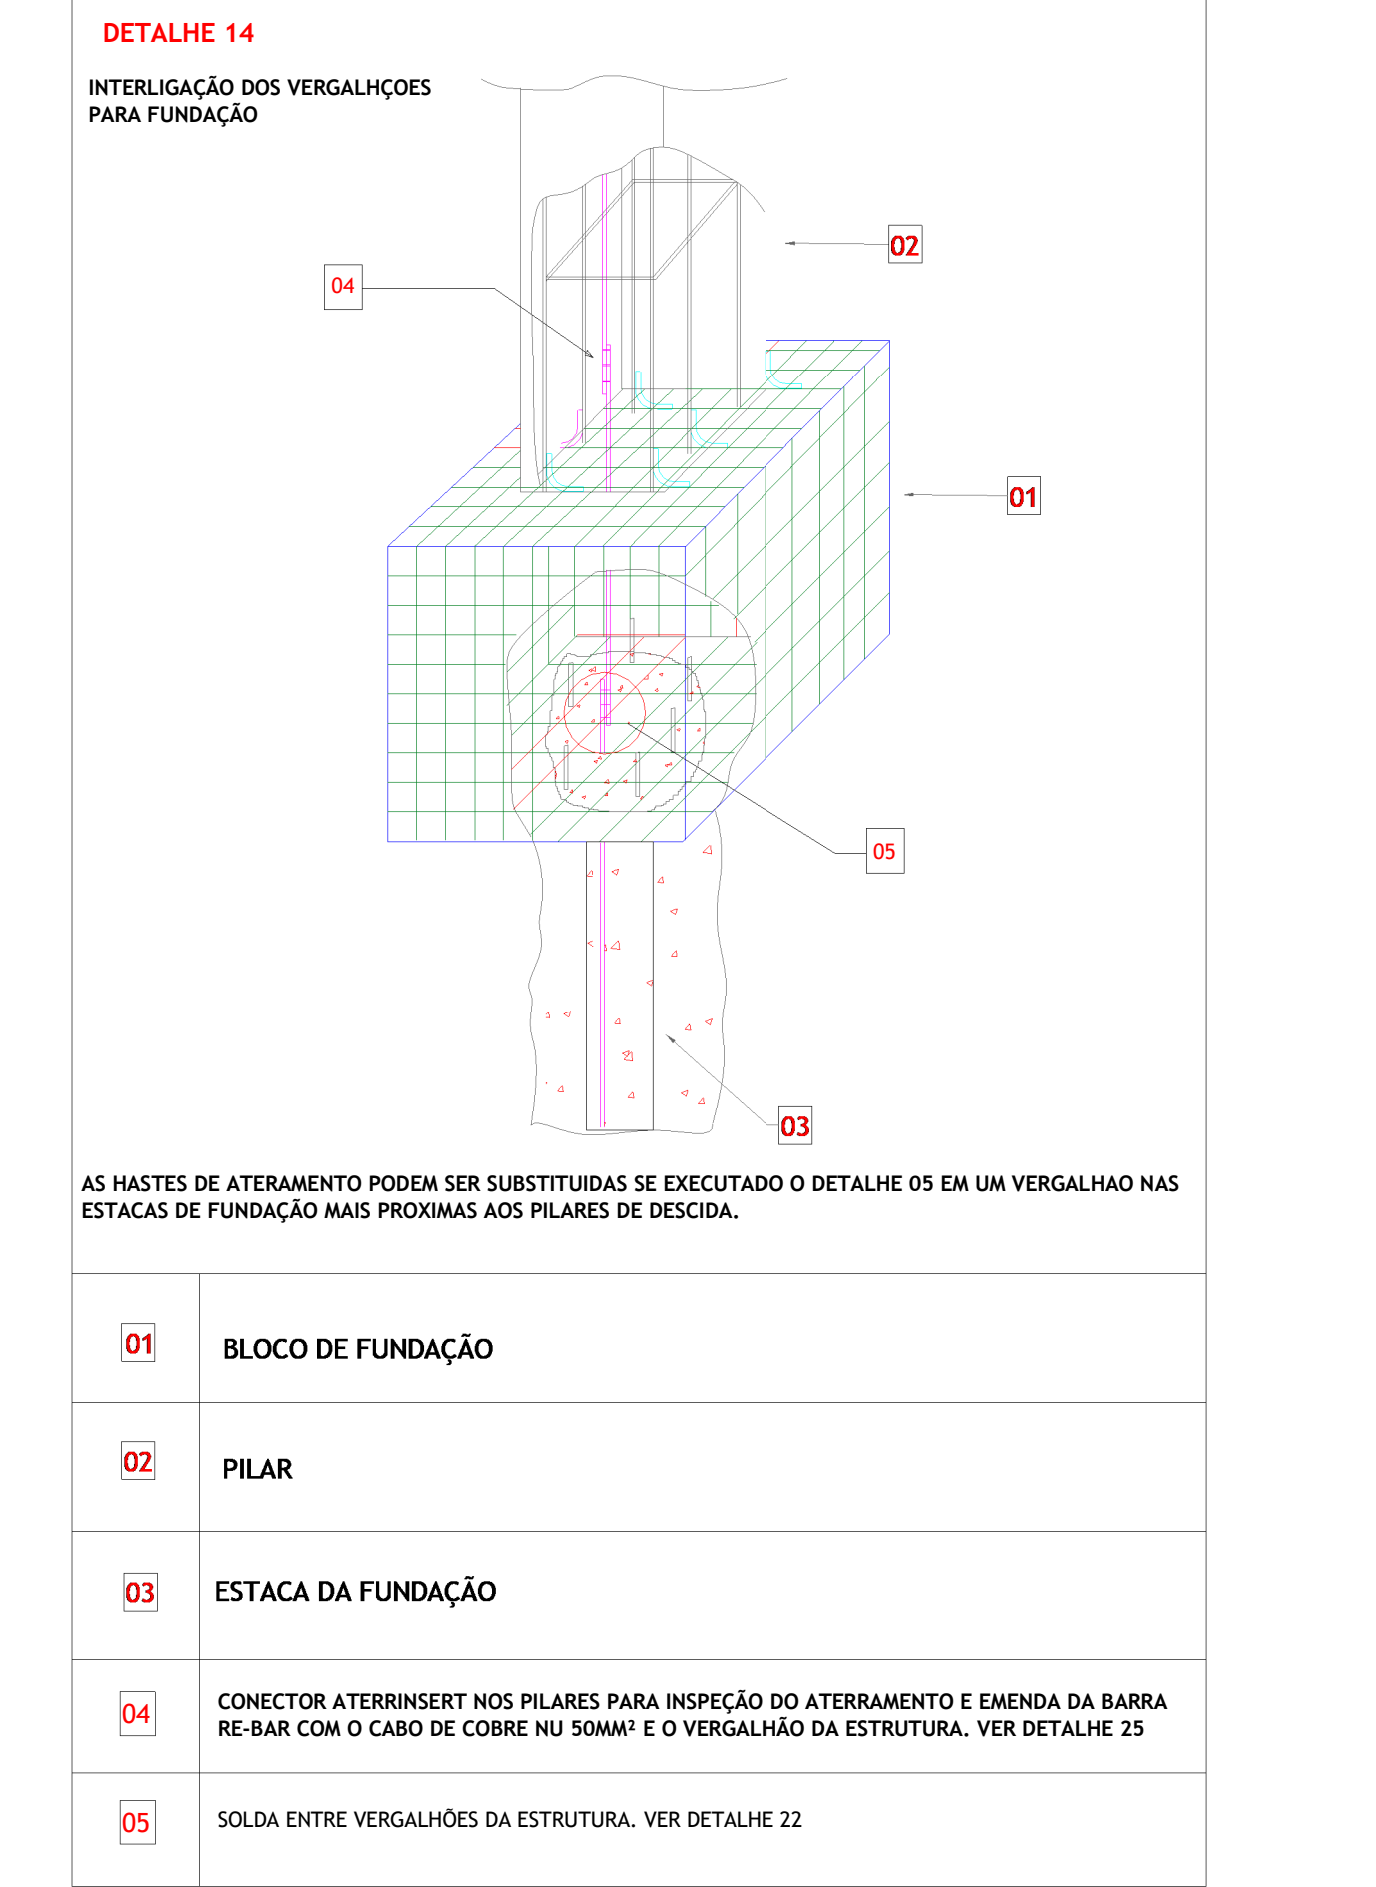 DETALHE 14
INTERLIGAÇÃO DOS VERGALHÇOES
PARA FUNDAÇÃO
02
04
01
05
03
AS HASTES DE ATERAMENTO PODEM SER SUBSTITUIDAS SE EXECUTADO O DETALHE 05 EM UM VERGALHAO NAS
ESTACAS DE FUNDAÇÃO MAIS PROXIMAS AOS PILARES DE DESCIDA.
01
BLOCO DE FUNDAÇÃO
02
PILAR
03
ESTACA DA FUNDAÇÃO
04
CONECTOR ATERRINSERT NOS PILARES PARA INSPEÇÃO DO ATERRAMENTO E EMENDA DA BARRA
RE-BAR COM O CABO DE COBRE NU 50MM² E O VERGALHÃO DA ESTRUTURA. VER DETALHE 25
05
SOLDA ENTRE VERGALHÕES DA ESTRUTURA. VER DETALHE 22